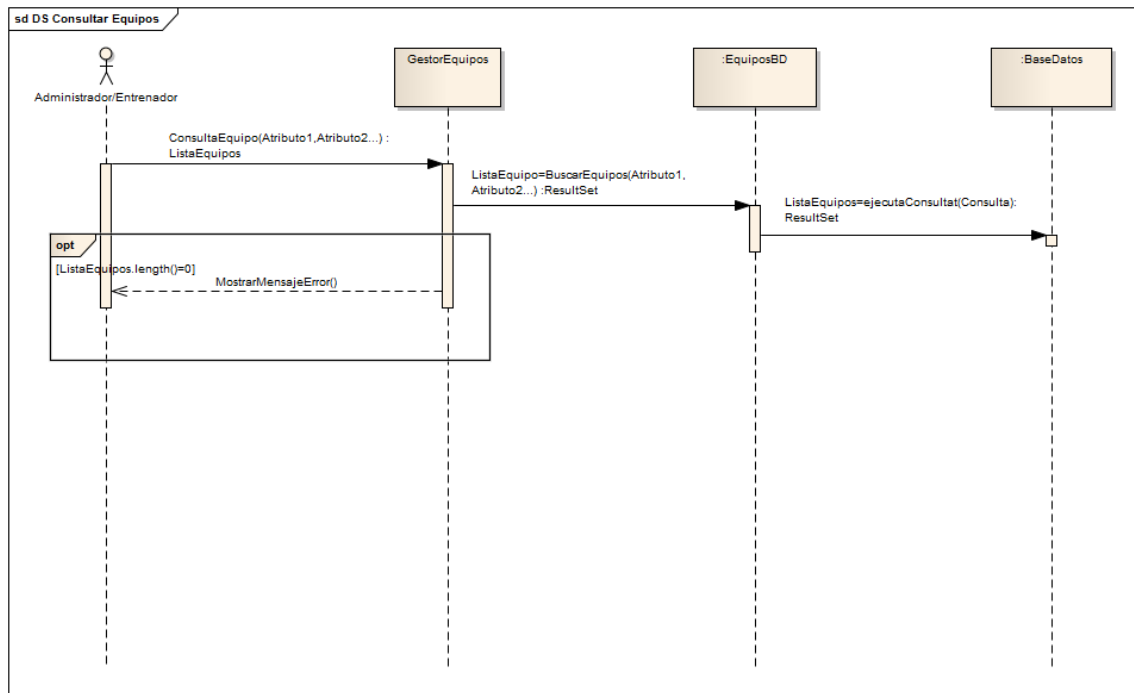 sd DS Consultar Equipos
Administrador/Entrenador
GestorEquipos
:EquiposBD
:BaseDatos
ConsultaEquipo(Atributo1,Atributo2...) :
ListaEquipos
ListaEquipo=BuscarEquipos(Atributo1,
Atributo2...) :ResultSet
ListaEquipos=ejecutaConsultat(Consulta):
ResultSet
opt
[ListaEquipos.length()=0]
MostrarMensajeError()